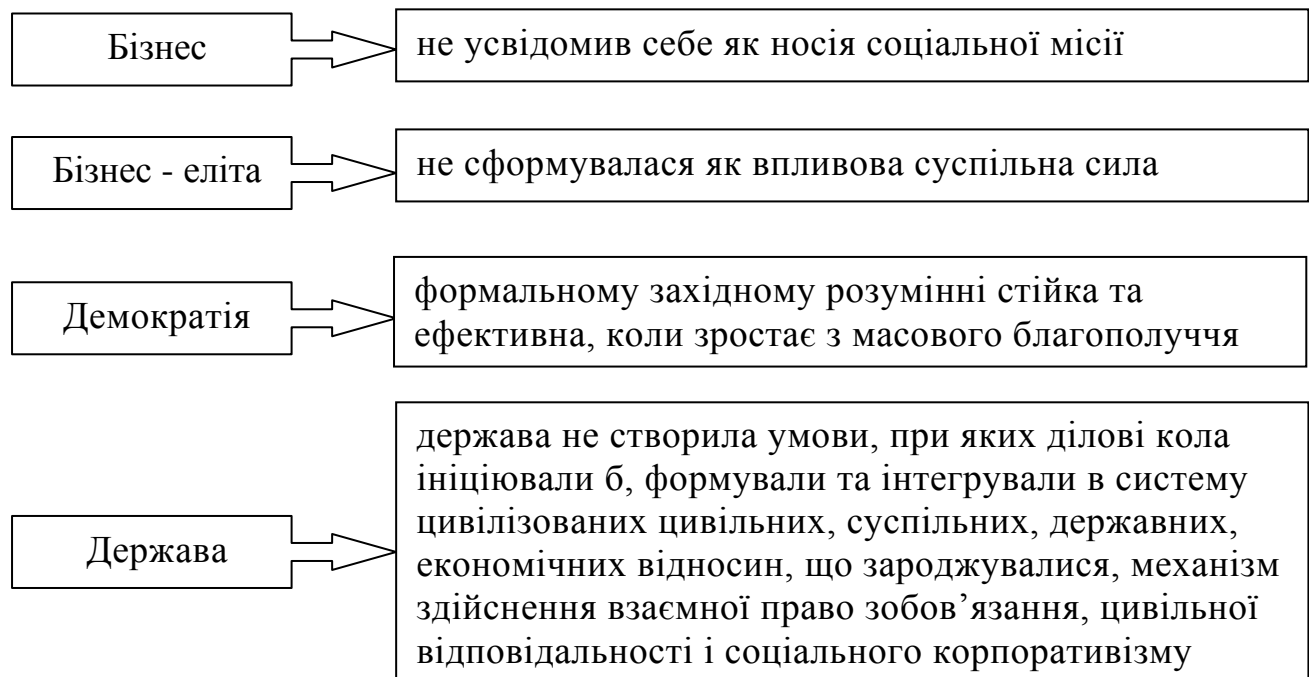 Бізнес
не усвідомив себе як носія соціальної місії
Бізнес - еліта
не сформувалася як впливова суспільна сила
Демократія
формальному західному розумінні стійка та
ефективна, коли зростає з масового благополуччя
Держава
держава не створила умови, при яких ділові кола
ініціювали б, формували та інтегрували в систему
цивілізованих цивільних, суспільних, державних,
економічних відносин, що зароджувалися, механізм
здійснення взаємної право зобов’язання, цивільної
відповідальності і соціального корпоративізму